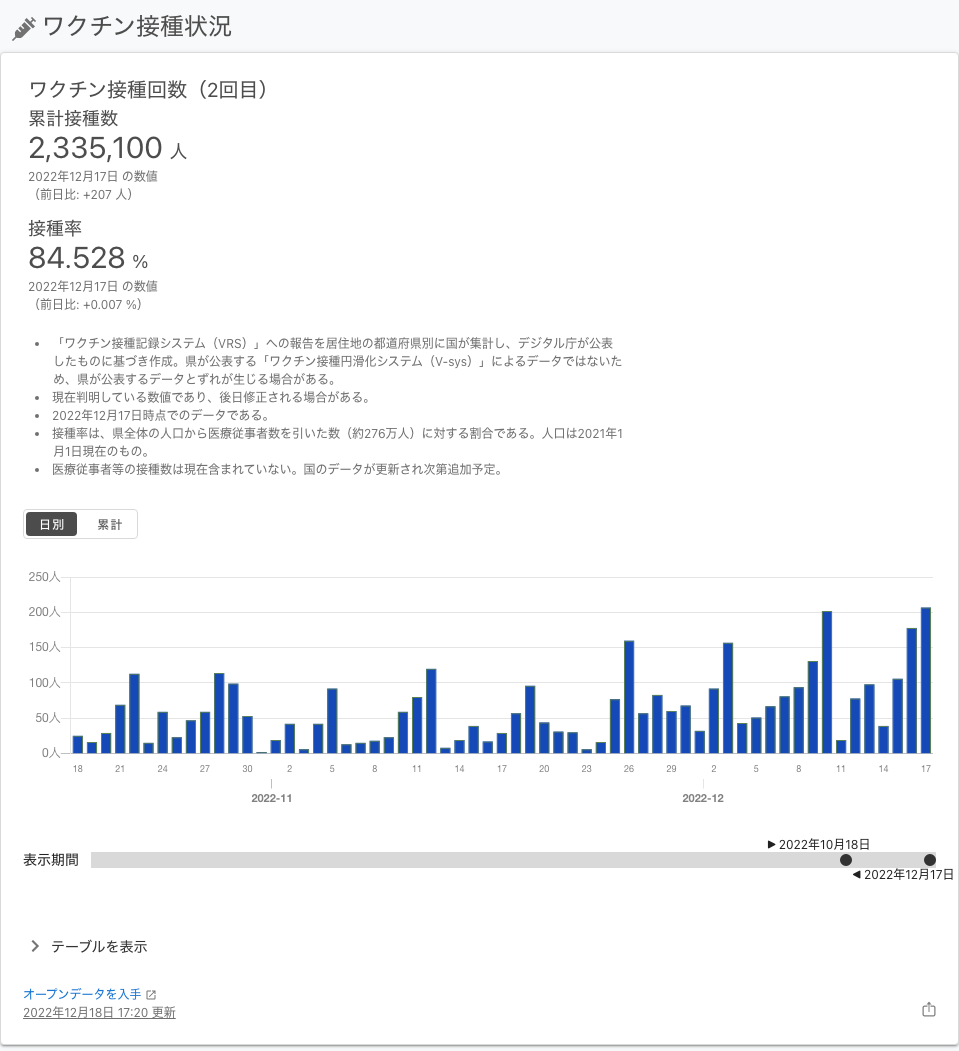 ワクチン接種状況
ワクチン接種回数（2回目）
累計接種数
2,335,100 人
2022年12月17日 の数値
（前日比: +207 人）
接種率
84.528 %
2022年12月17日 の数値
（前日比: +0.007 %）
• 「ワクチン接種記録システム（VRS）」への報告を居住地の都道府県別に国が集計し、デジタル庁が公表
したものに基づき作成。県が公表する「ワクチン接種円滑化システム（V-sys）」によるデータではないた
め、県が公表するデータとずれが生じる場合がある。
• 現在判明している数値であり、後日修正される場合がある。
• 2022年12月17日時点でのデータである。
• 接種率は、県全体の人口から医療従事者数を引いた数（約276万人）に対する割合である。人口は2021年1
月1日現在のもの。
• 医療従事者等の接種数は現在含まれていない。国のデータが更新され次第追加予定。
日別 累計
250人
200人
150人
100人
50人
0人
18 21 24 27 30 2 5 8 11 14 17 20 23 26 29 2 5 8 11 14 17
2022-11 2022-12
2022年10月18日
表示期間
2022年12月17日
テーブルを表示
オープンデータを入手
2022年12月18日 17:20 更新